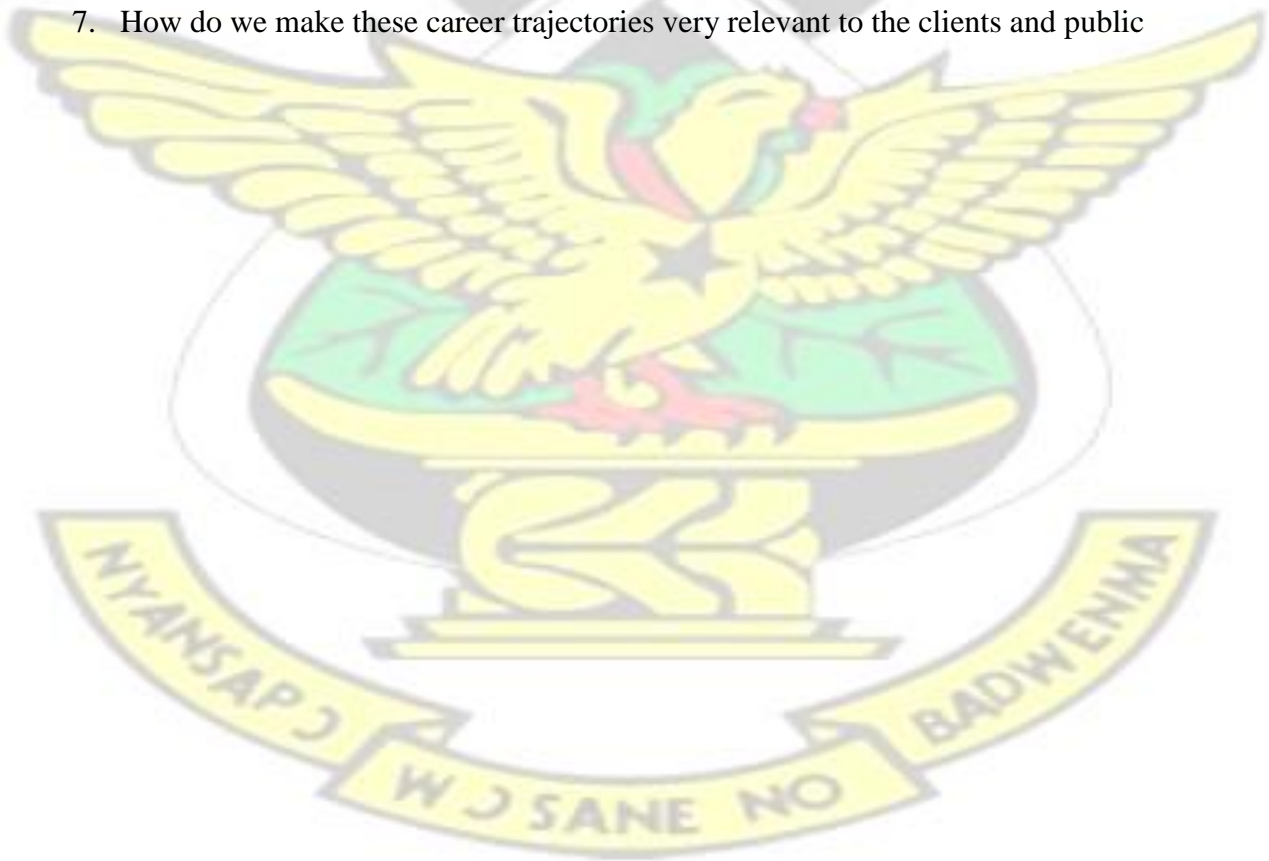 7. How do we make these career trajectories very relevant to the clients and public
NYANSAPƆ
WƆSANE NO
BADWENMA